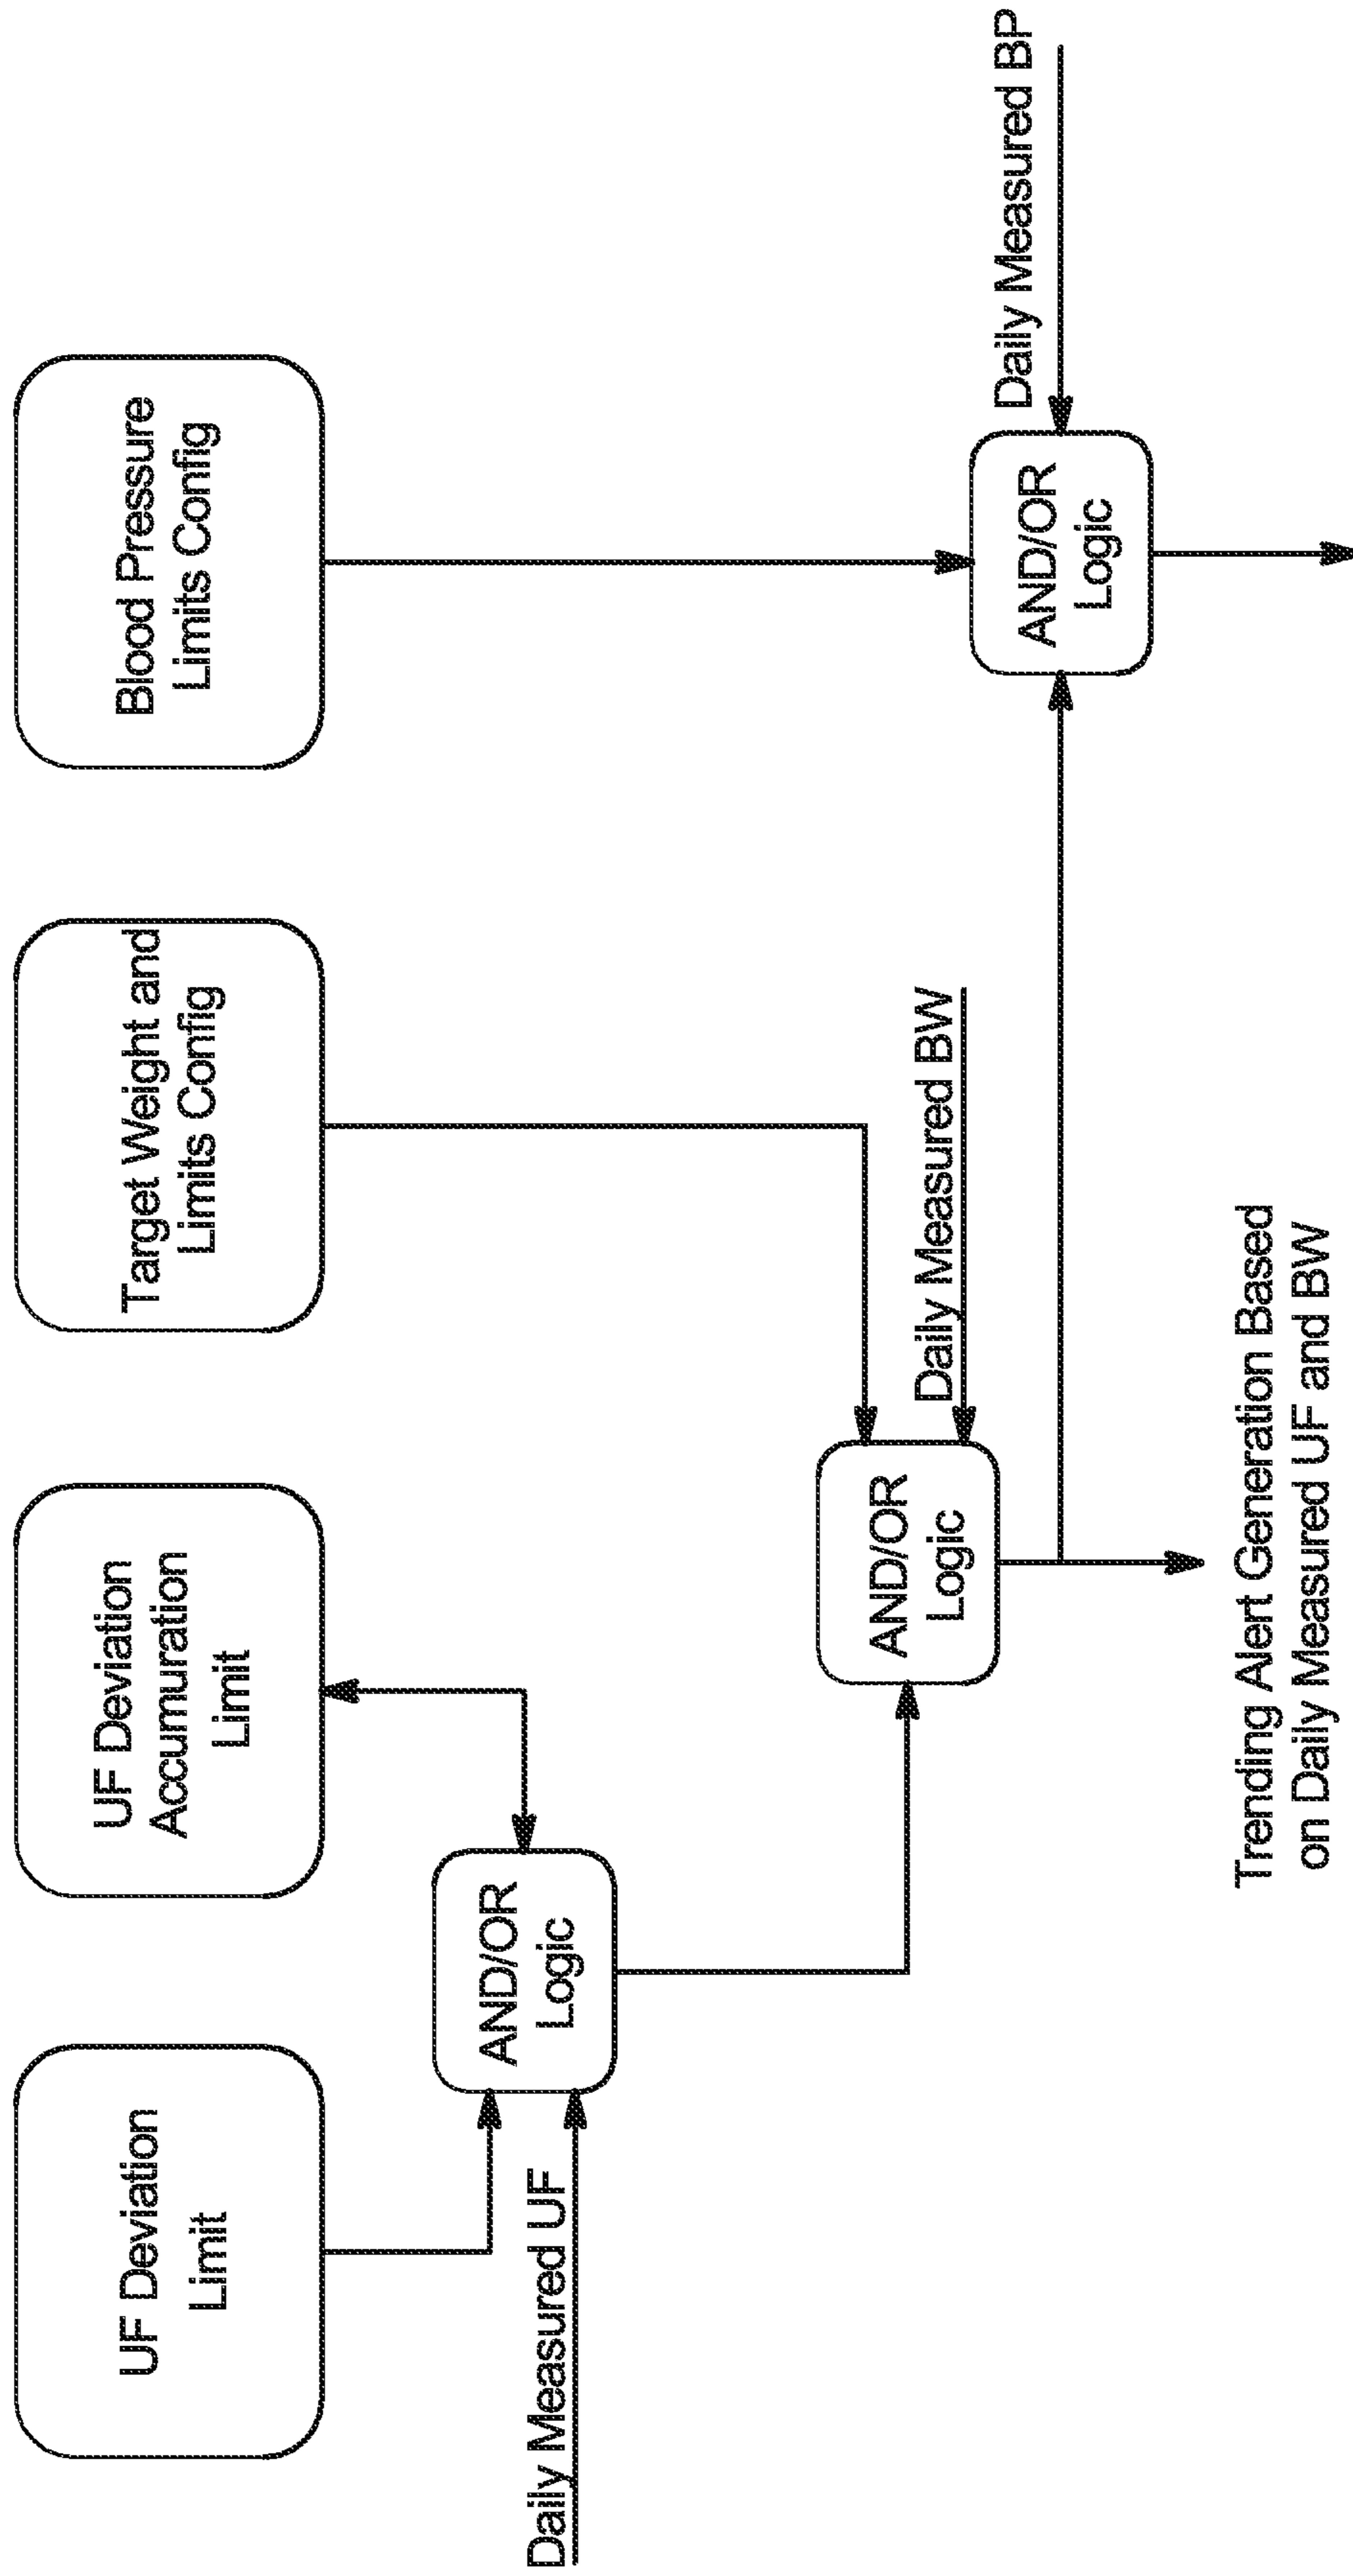 UF Deviation
Limit
UF Deviation
Accumuration
Limit
Target Weight and
Limits Config
Blood Pressure
Limits Config
Daily Measured UF
AND/OR
Logic
Daily Measured BW
AND/OR
Logic
Daily Measured BP
AND/OR
Logic
Trending Alert Generation Based
on Daily Measured UF and BW